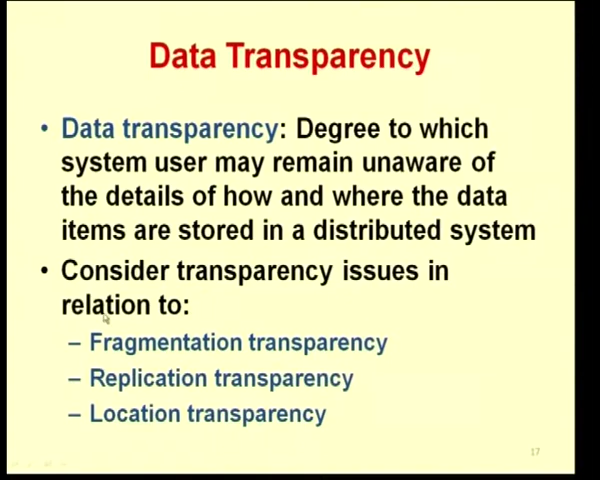 Data Transparency
• Data transparency: Degree to which
system user may remain unaware of
the details of how and where the data
items are stored in a distributed system
• Consider transparency issues in
relation to:
– Fragmentation transparency
– Replication transparency
– Location transparency
17